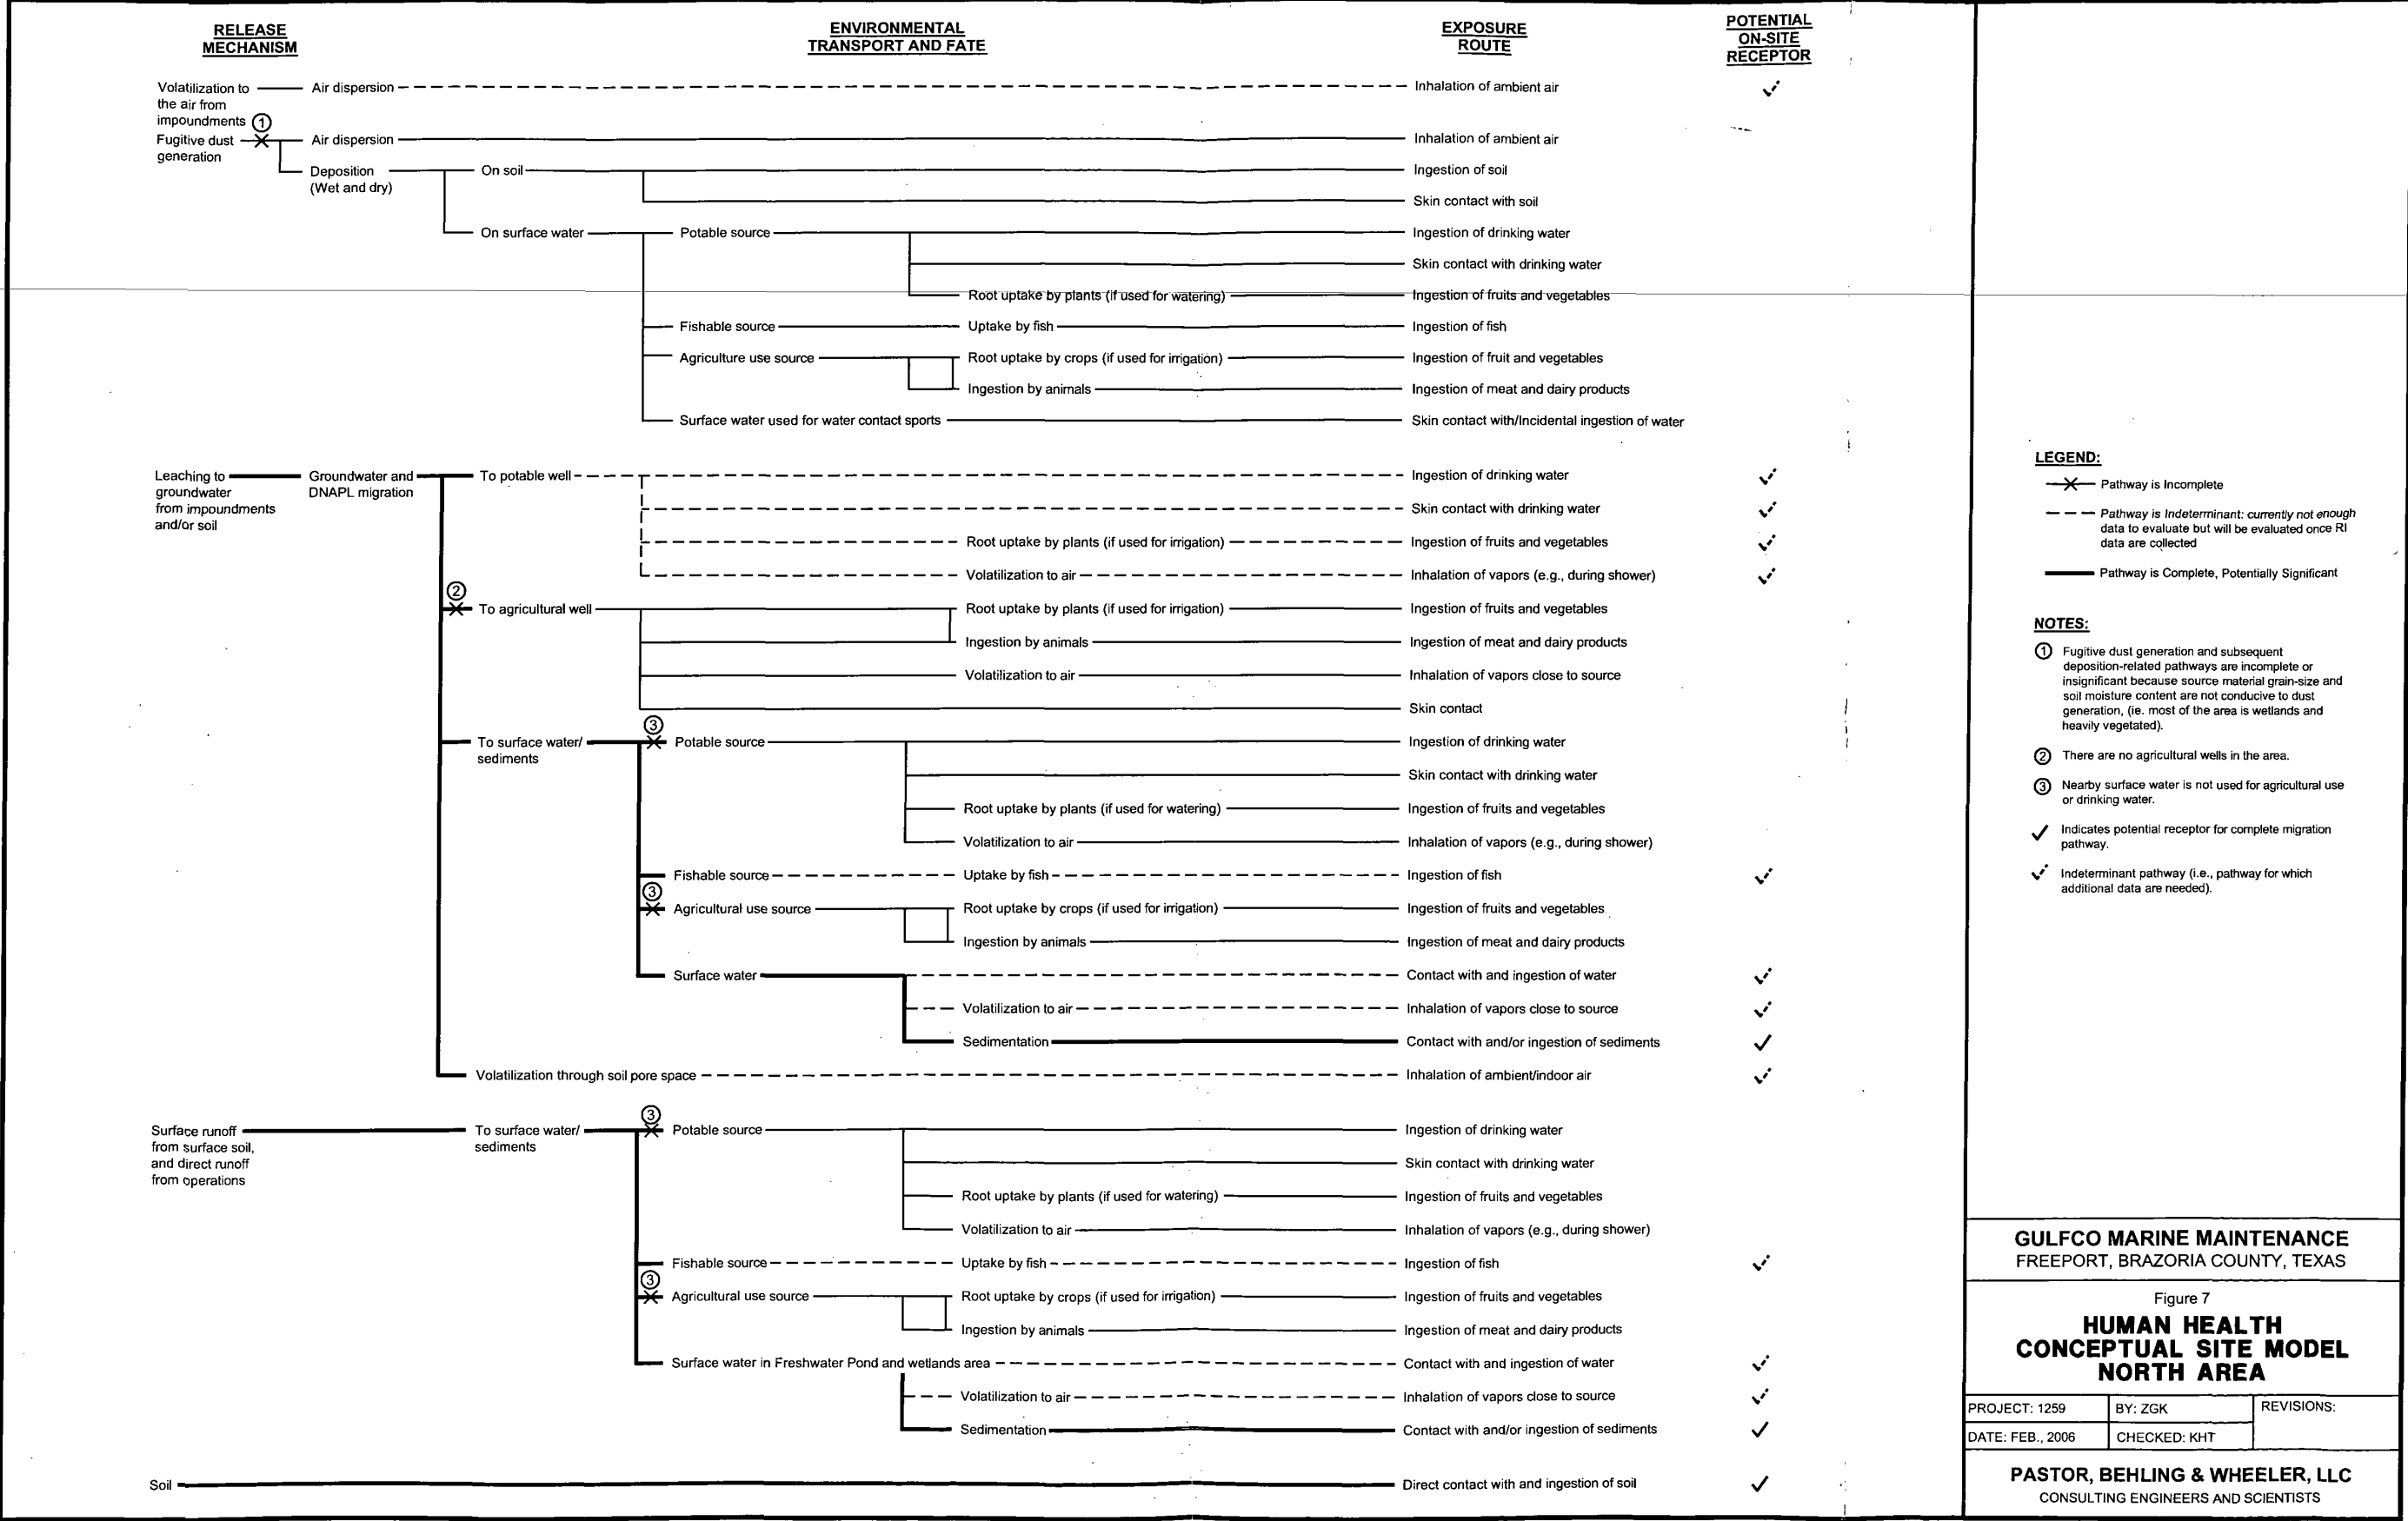 RELEASE
MECHANISM
ENVIRONMENTAL
TRANSPORT AND FATE
EXPOSURE
ROUTE
POTENTIAL
ON-SITE
RECEPTOR
Volatilization to
the air from
impoundments
Air dispersion
Inhalation of ambient air
1
Fugitive dust
generation
Air dispersion
Inhalation of ambient air
Deposition
(Wet and dry)
On soil
Ingestion of soil
Skin contact with soil
On surface water
Potable source
Ingestion of drinking water
Skin contact with drinking water
Root uptake by plants (if used for watering)
Ingestion of fruits and vegetables
Fishable source
Uptake by fish
Ingestion of fish
Agriculture use source
Root uptake by crops (if used for irrigation)
Ingestion of fruit and vegetables
Ingestion by animals
Ingestion of meat and dairy products
Surface water used for water contact sports
Skin contact with/Incidental ingestion of water
Leaching to
groundwater
from impoundments
and/or soil
Groundwater and
DNAPL migration
To potable well
Ingestion of drinking water
Skin contact with drinking water
Root uptake by plants (if used for irrigation)
Ingestion of fruits and vegetables
Volatilization to air
Inhalation of vapors (e.g., during shower)
2
To agricultural well
Root uptake by plants (if used for irrigation)
Ingestion of fruits and vegetables
Ingestion by animals
Ingestion of meat and dairy products
Volatilization to air
Inhalation of vapors close to source
Skin contact
To surface water/
sediments
3
Potable source
Ingestion of drinking water
Skin contact with drinking water
Root uptake by plants (if used for watering)
Ingestion of fruits and vegetables
Volatilization to air
Inhalation of vapors (e.g., during shower)
Fishable source
Uptake by fish
Ingestion of fish
3
Agricultural use source
Root uptake by crops (if used for irrigation)
Ingestion of fruits and vegetables
Ingestion by animals
Ingestion of meat and dairy products
Surface water
Contact with and ingestion of water
Volatilization to air
Inhalation of vapors close to source
Sedimentation
Contact with and/or ingestion of sediments
Volatilization through soil pore space
Inhalation of ambient/indoor air
Surface runoff
from surface soil,
and direct runoff
from operations
To surface water/
sediments
3
Potable source
Ingestion of drinking water
Skin contact with drinking water
Root uptake by plants (if used for watering)
Ingestion of fruits and vegetables
Volatilization to air
Inhalation of vapors (e.g., during shower)
Fishable source
Uptake by fish
Ingestion of fish
3
Agricultural use source
Root uptake by crops (if used for irrigation)
Ingestion of fruits and vegetables
Ingestion by animals
Ingestion of meat and dairy products
Surface water in Freshwater Pond and wetlands area
Contact with and ingestion of water
Volatilization to air
Inhalation of vapors close to source
Sedimentation
Contact with and/or ingestion of sediments
Soil
Direct contact with and ingestion of soil
LEGEND:
Pathway is Incomplete
Pathway is Indeterminant: currently not enough
data to evaluate but will be evaluated once RI
data are collected
Pathway is Complete, Potentially Significant
NOTES:
1 Fugitive dust generation and subsequent
deposition-related pathways are incomplete or
insignificant because source material grain-size and
soil moisture content are not conducive to dust
generation, (ie. most of the area is wetlands and
heavily vegetated).
2 There are no agricultural wells in the area.
3 Nearby surface water is not used for agricultural use
or drinking water.
Indicates potential receptor for complete migration
pathway.
Indeterminant pathway (i.e., pathway for which
additional data are needed).
GULFCO MARINE MAINTENANCE
FREEPORT, BRAZORIA COUNTY, TEXAS
Figure 7
HUMAN HEALTH
CONCEPTUAL SITE MODEL
NORTH AREA
PROJECT: 1259
BY: ZGK
REVISIONS:
DATE: FEB., 2006
CHECKED: KHT
PASTOR, BEHLING & WHEELER, LLC
CONSULTING ENGINEERS AND SCIENTISTS